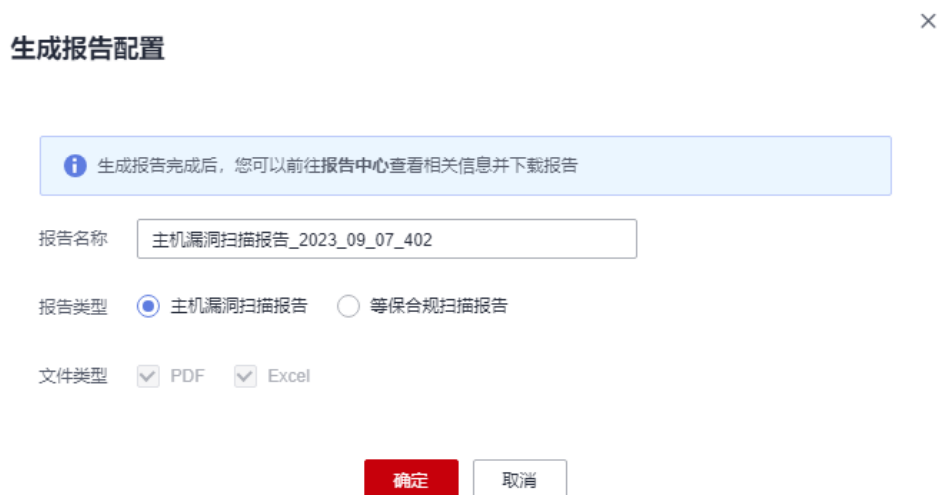 生成报告配置
生成报告完成后，您可以前往报告中心查看相关信息并下载报告
报告名称 主机漏洞扫描报告_2023_09_07_402
报告类型 主机漏洞扫描报告 等保合规扫描报告
文件类型 PDF Excel
确定 取消